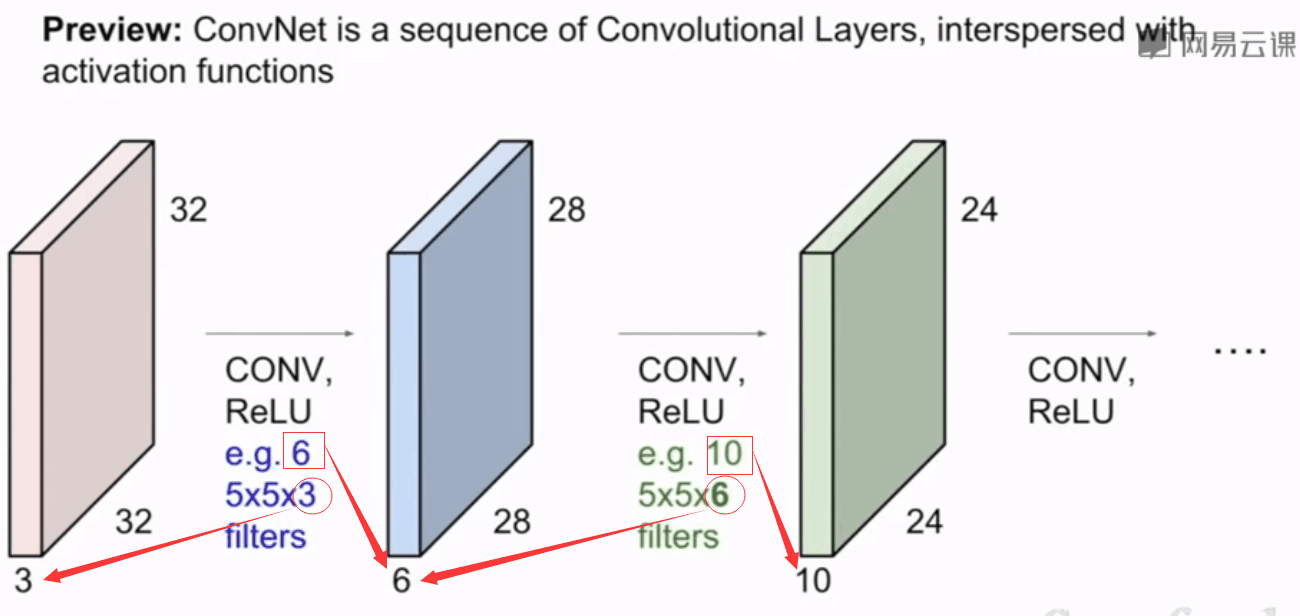 Preview: ConvNet is a sequence of Convolutional Layers, interspersed with
activation functions
网易云课
32
28
24
CONV,
ReLU
e.g. 6
5x5x3
filters
CONV,
ReLU
e.g. 10
5x5x6
filters
CONV,
ReLU
....
32
28
24
3
6
10